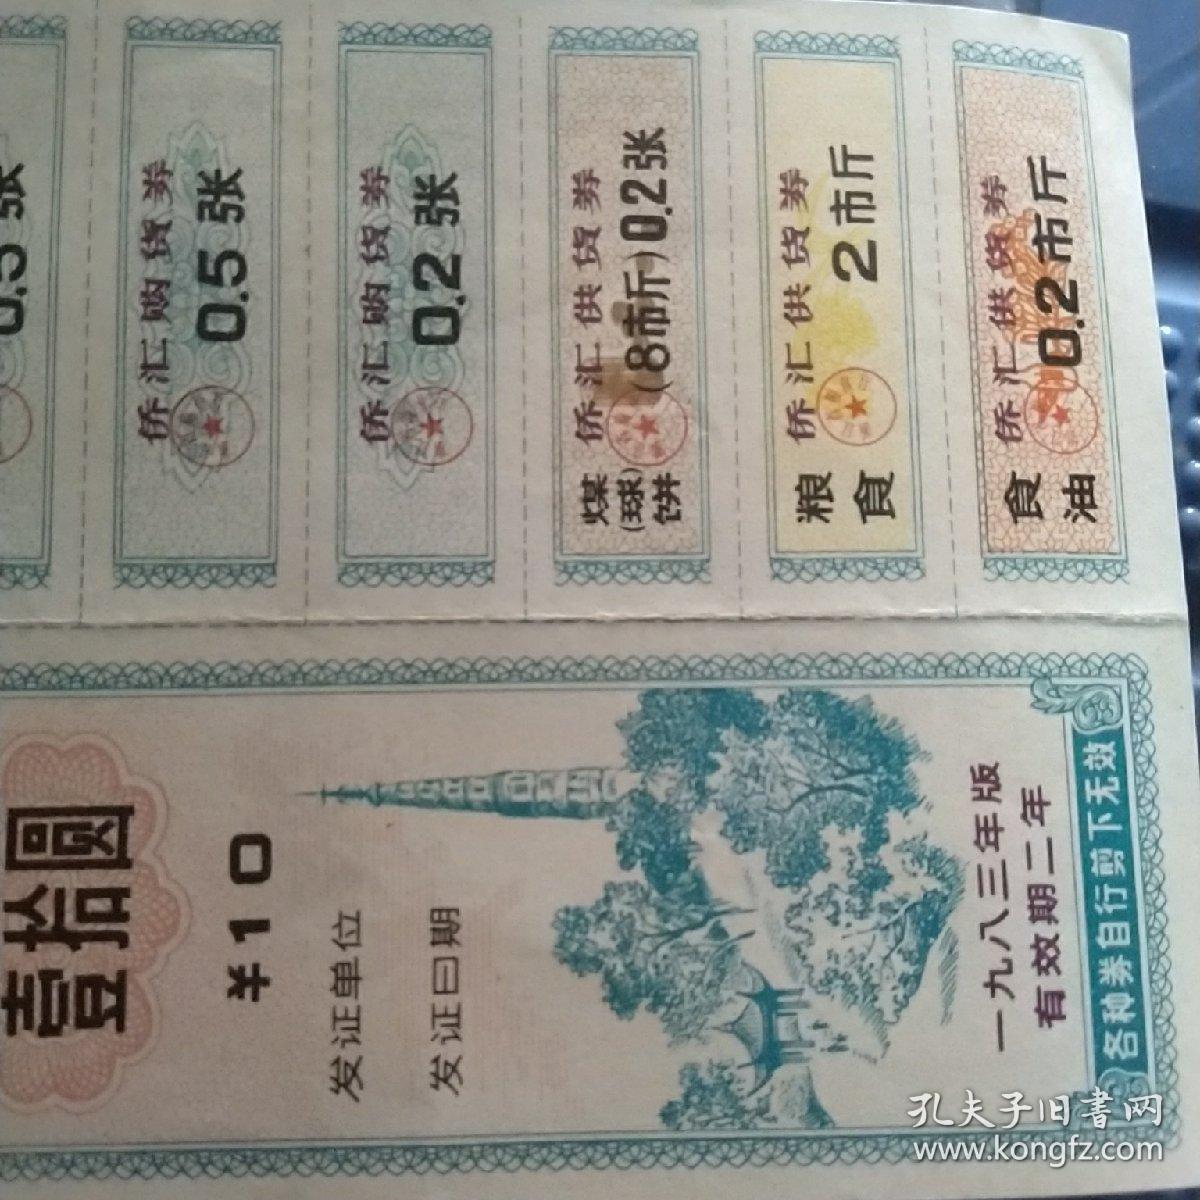 0.5张
侨汇购货券
0.5张
侨汇购货券
0.2张
侨汇供货券
煤(球)饼
(8市斤)0.2张
侨汇供货券
粮食
2市斤
侨汇供货券
食油
0.2市斤
壹拾圆
¥10
发证单位
发证日期
一九八三年版
有效期二年
各种券自行剪下无效
孔夫子旧书网
www.kongfz.com